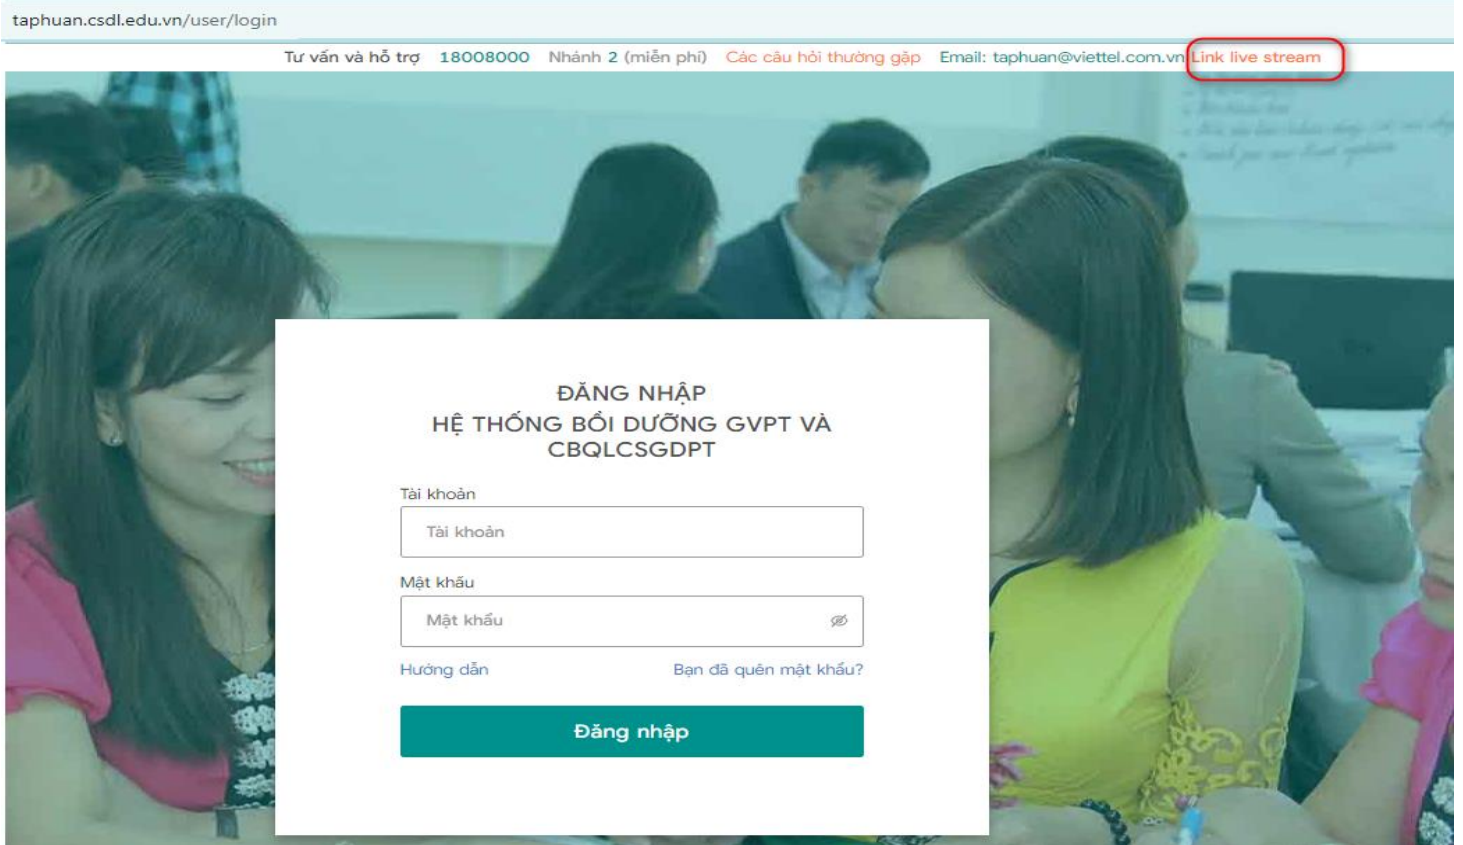 taphuan.csdl.edu.vn/user/login
Tư vấn và hỗ trợ 18008000 Nhánh 2 (miễn phí) Các câu hỏi thường gặp Email: taphuan@viettel.com.vn Link live stream
ĐĂNG NHẬP
HỆ THỐNG BỒI DƯỠNG GVPT VÀ
CBQLCSGDPT
Tài khoản
Tài khoản
Mật khẩu
Mật khẩu
Hướng dẫn Bạn đã quên mật khẩu?
Đăng nhập